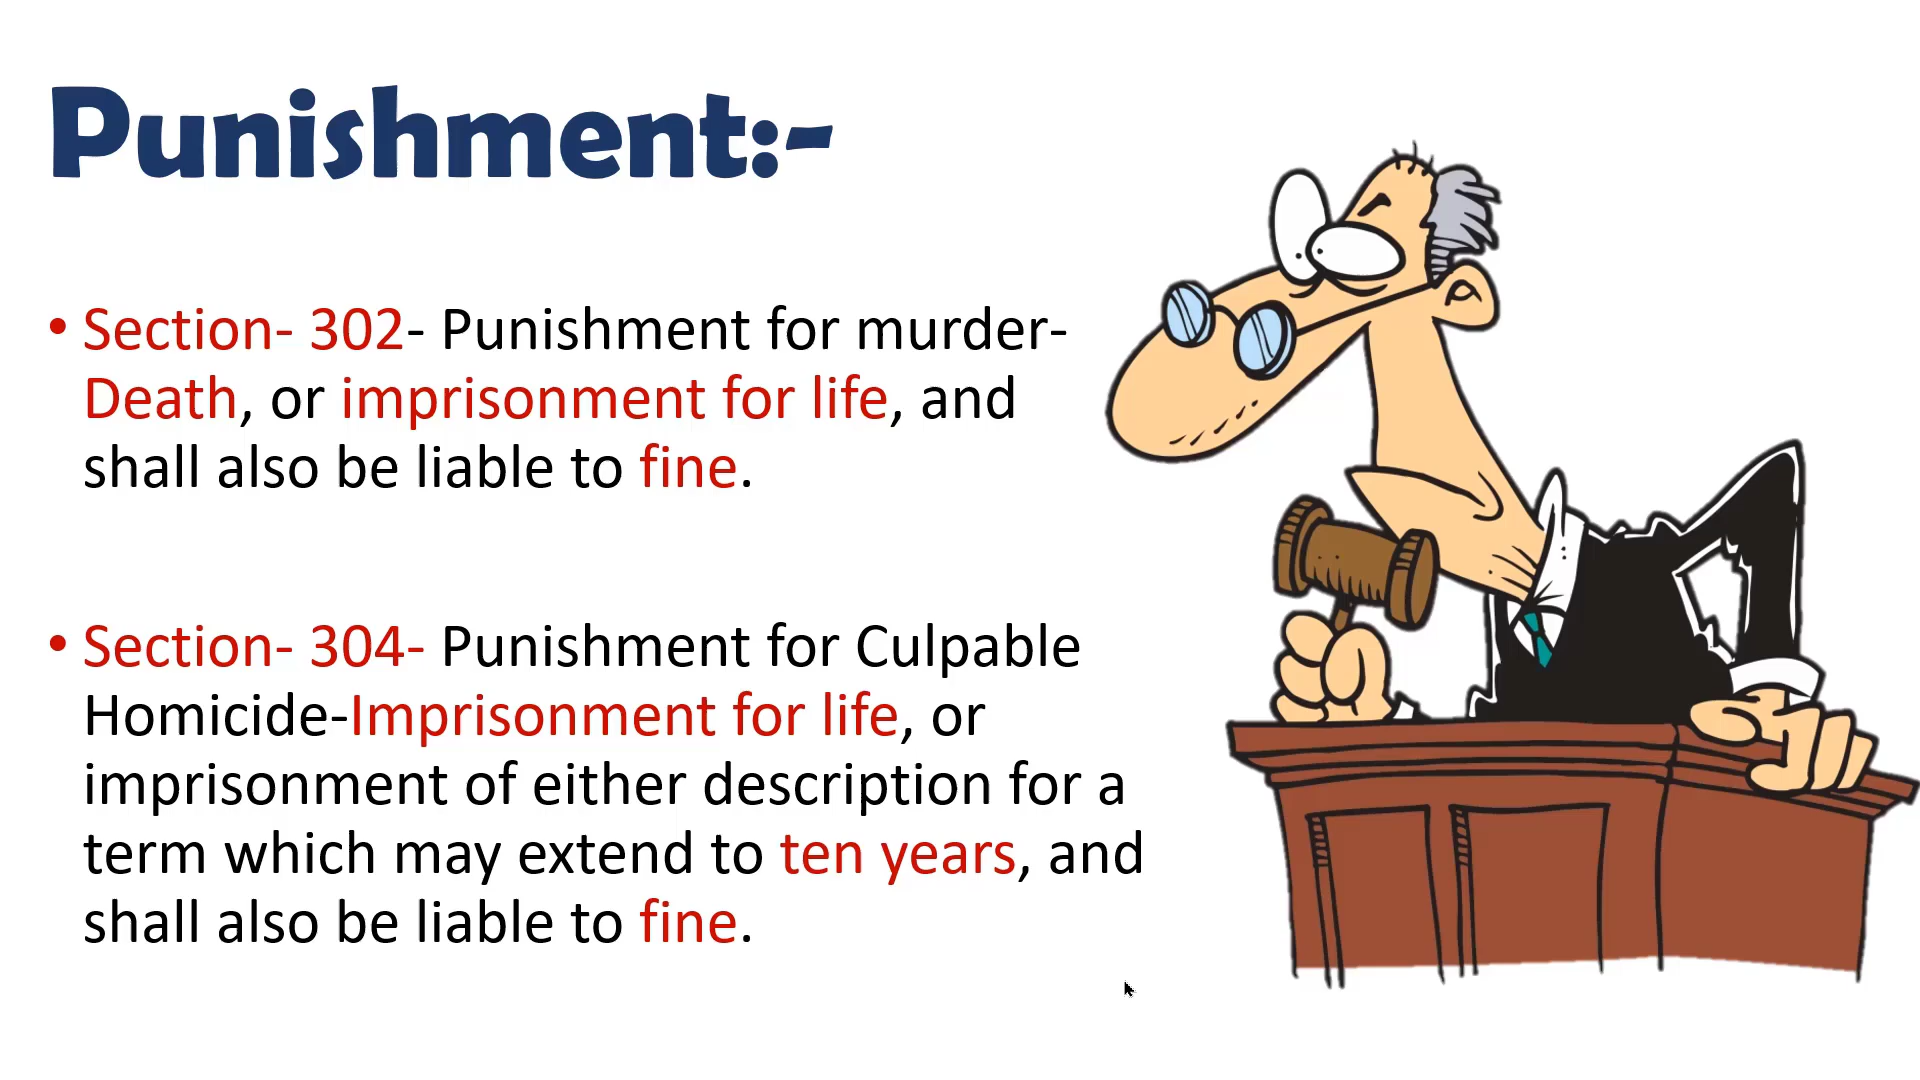 Punishment:-
• Section- 302- Punishment for murder-
Death, or imprisonment for life, and
shall also be liable to fine.
• Section- 304- Punishment for Culpable
Homicide-Imprisonment for life, or
imprisonment of either description for a
term which may extend to ten years, and
shall also be liable to fine.